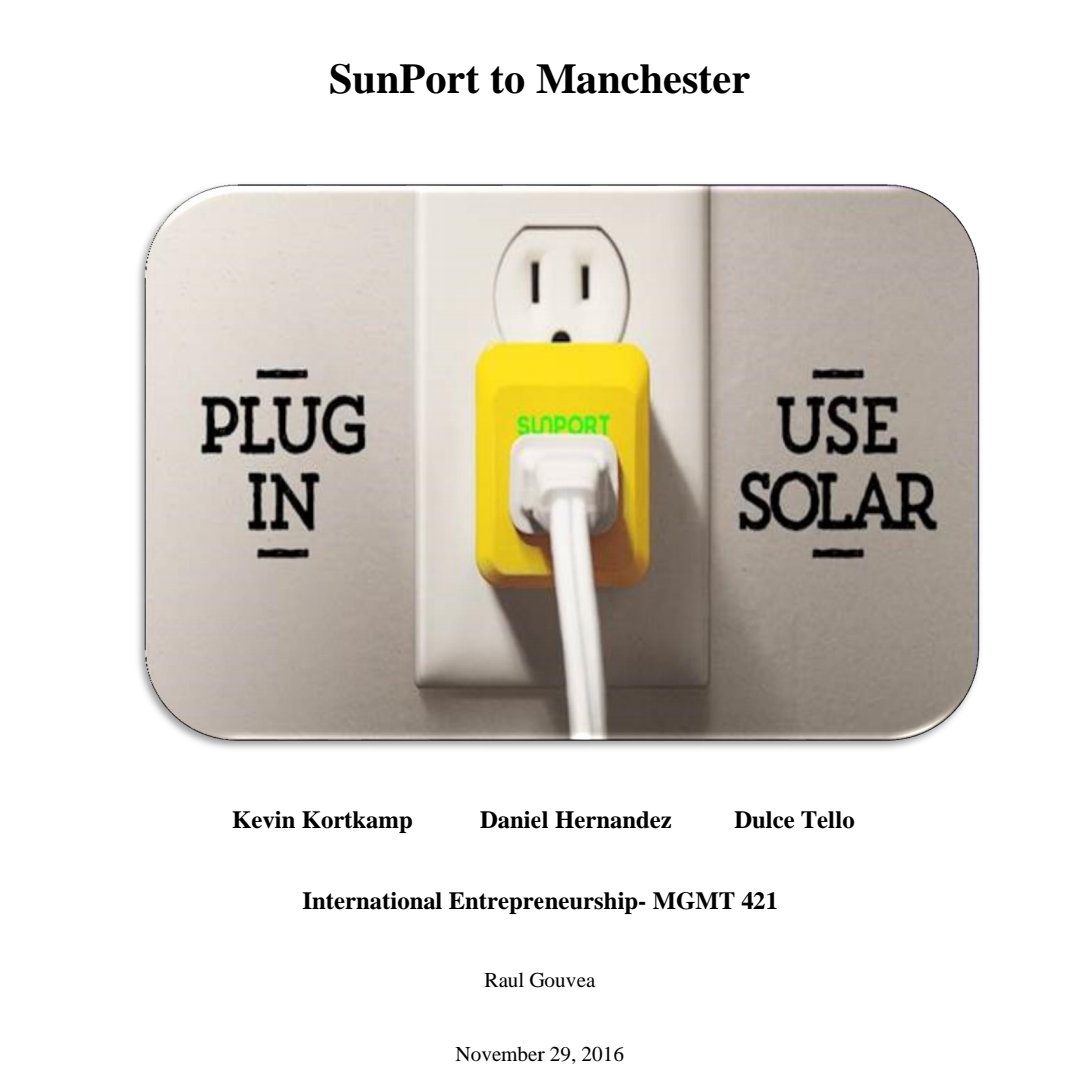 SunPort to Manchester
PLUG
IN
SUNPORT
USE
SOLAR
Kevin Kortkamp Daniel Hernandez Dulce Tello
International Entrepreneurship- MGMT 421
Raul Gouvea
November 29, 2016